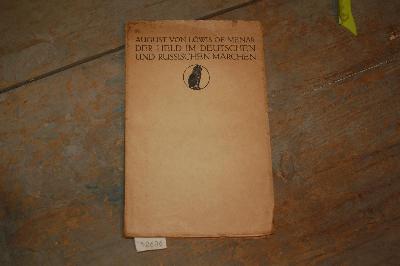 AUGUST VON LÖWIS OF MENAR
DER HELD IM DEUTSCHEN
UND RUSSISCHEN MÄRCHEN